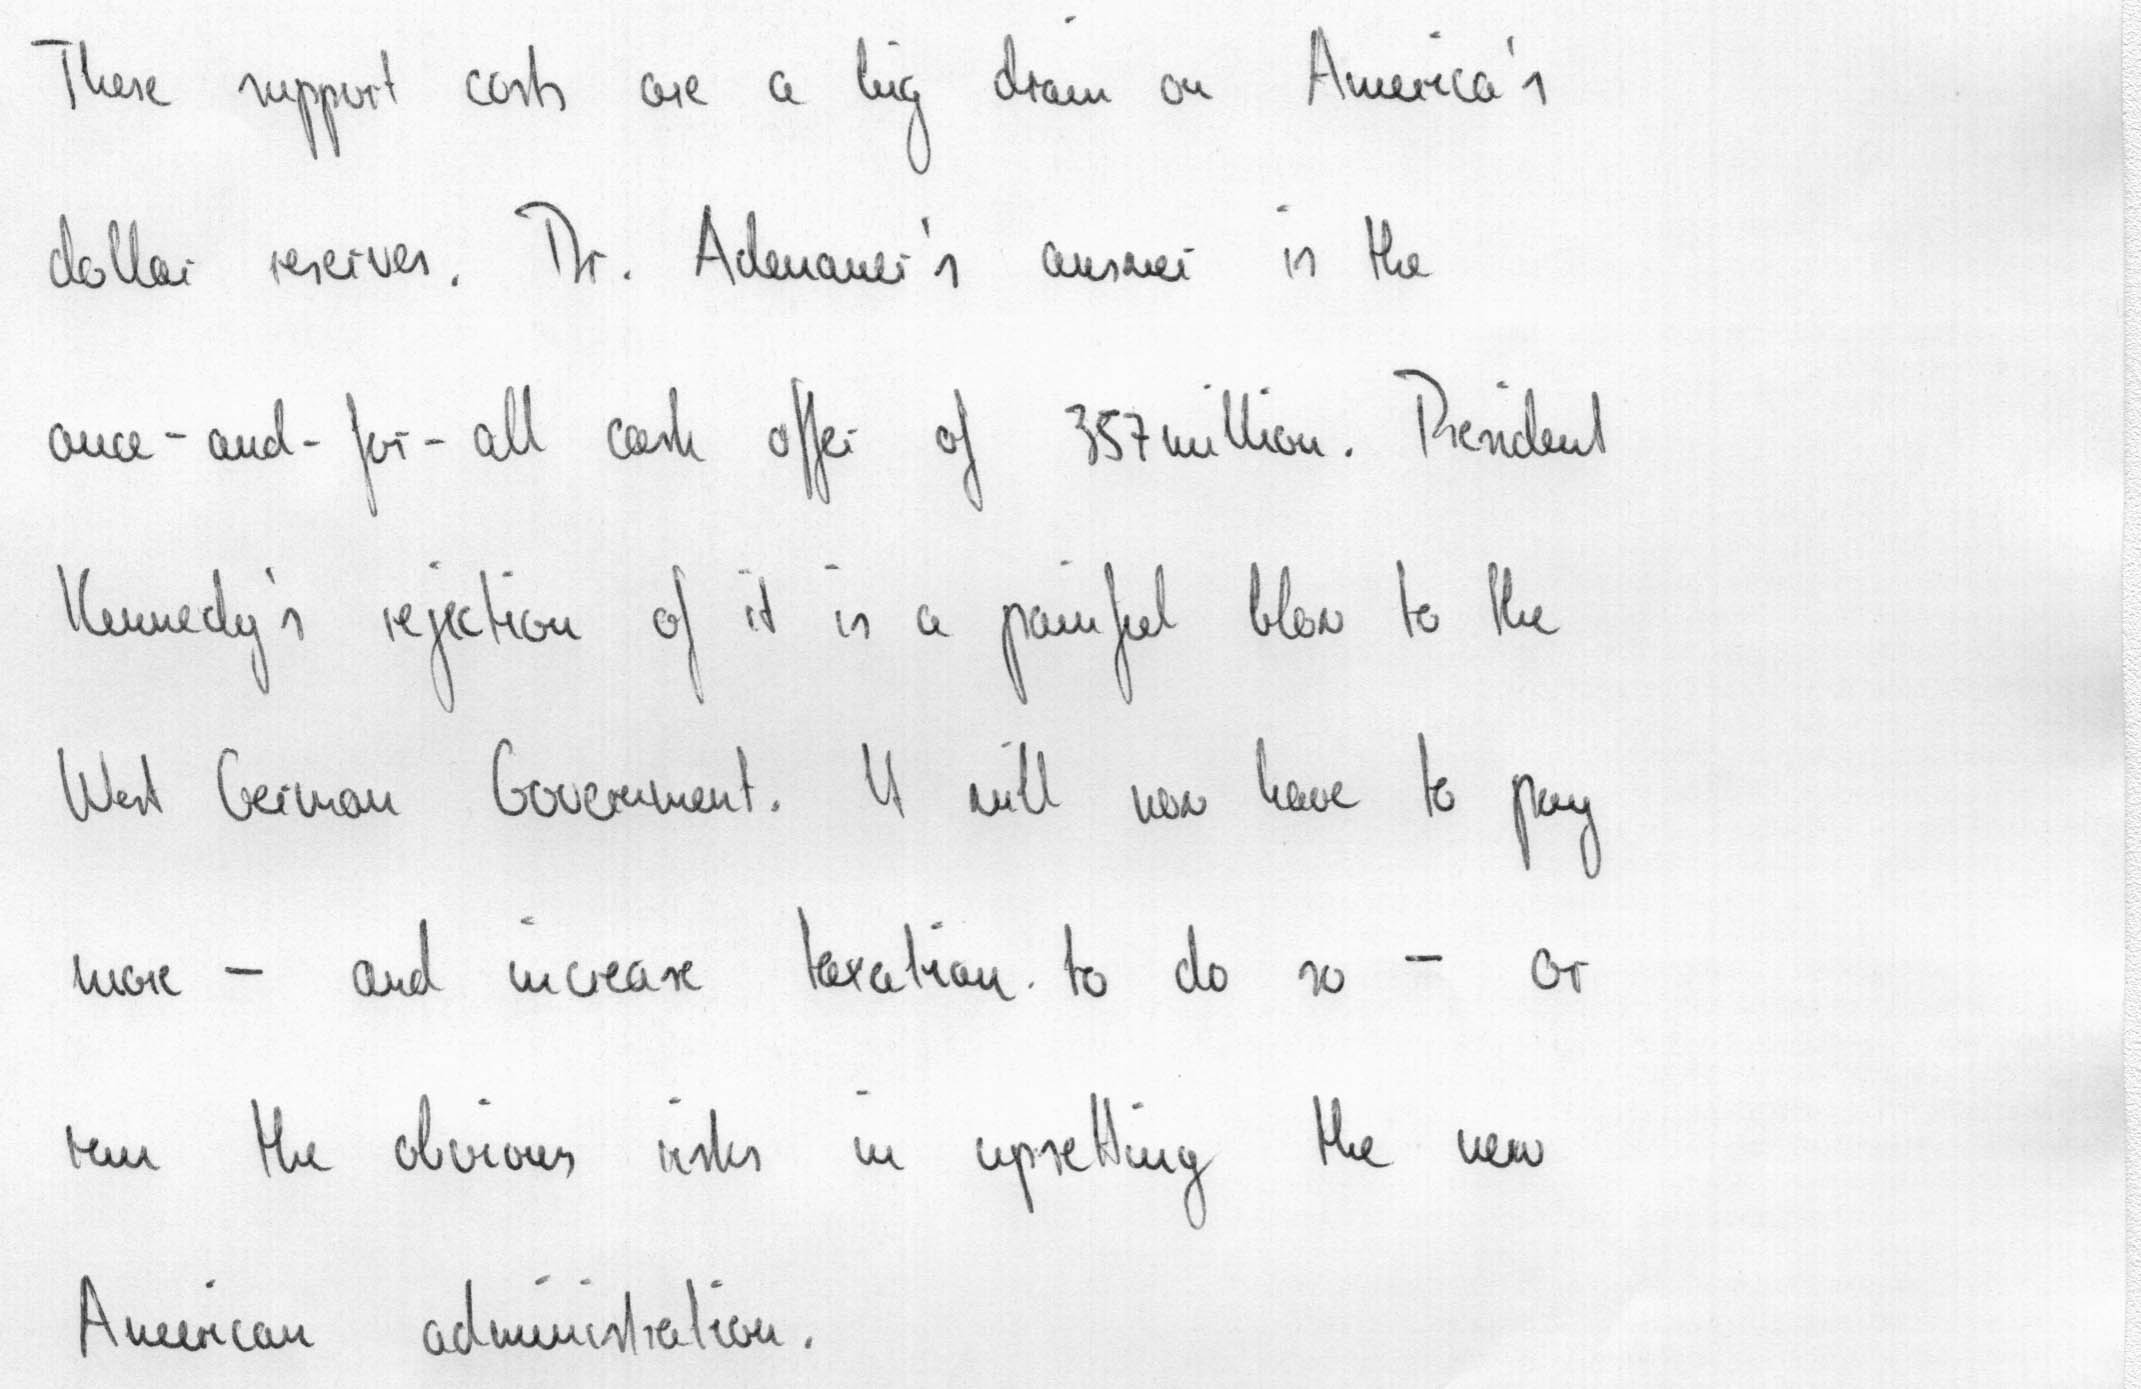 These support costs are a big drain on America's
dollar reserves. Dr. Adenauer's answer is the
once-and-for-all cash offer of 357 million. President
Kennedy's rejection of it is a painful blow to the
West German Government. It will now have to pay
more - and increase taxation to do so - or
run the obvious risks in upsetting the new
American administration.